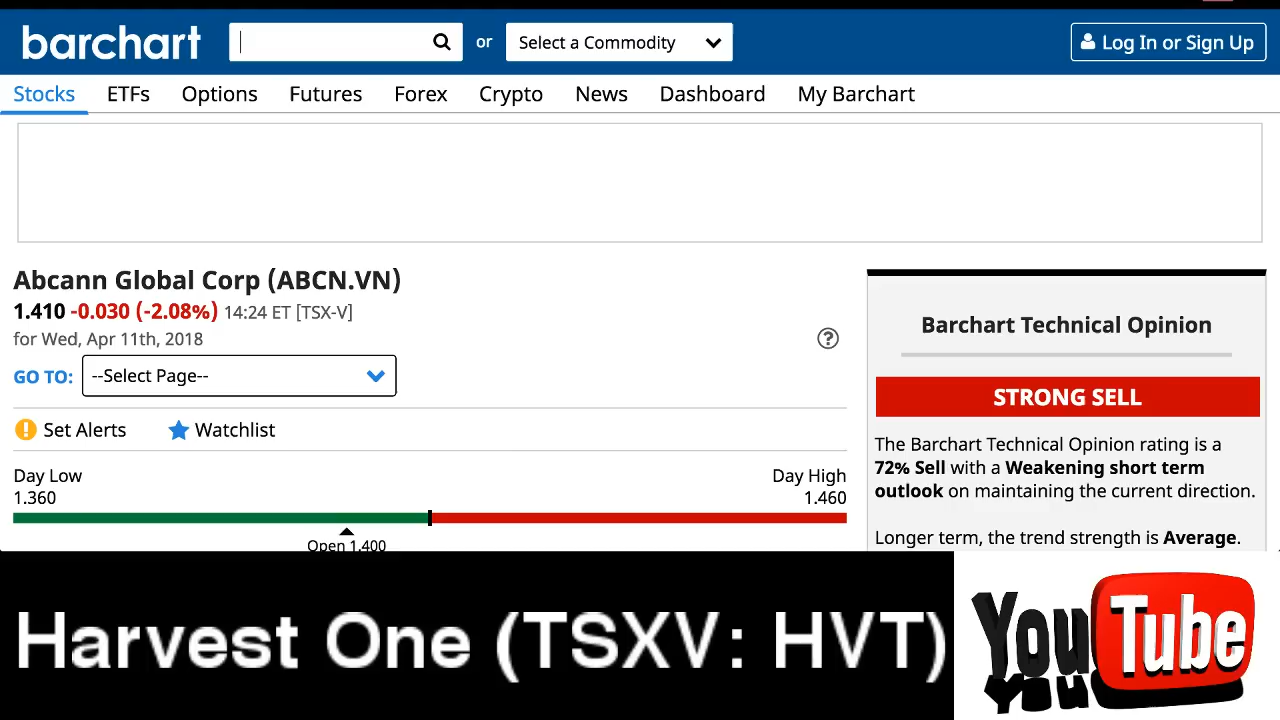 barchart
or
Select a Commodity
Log In or Sign Up
Stocks ETFs Options Futures Forex Crypto News Dashboard My Barchart
Abcann Global Corp (ABCN.VN)
1.410 -0.030 (-2.08%) 14:24 ET [TSX-V]
for Wed, Apr 11th, 2018
?
GO TO: --Select Page--
! Set Alerts Watchlist
Day Low Day High
1.360 1.460
Open 1.400
Barchart Technical Opinion
STRONG SELL
The Barchart Technical Opinion rating is a
72% Sell with a Weakening short term
outlook on maintaining the current direction.
Longer term, the trend strength is Average.
Harvest One (TSXV: HVT)
YouTube
You